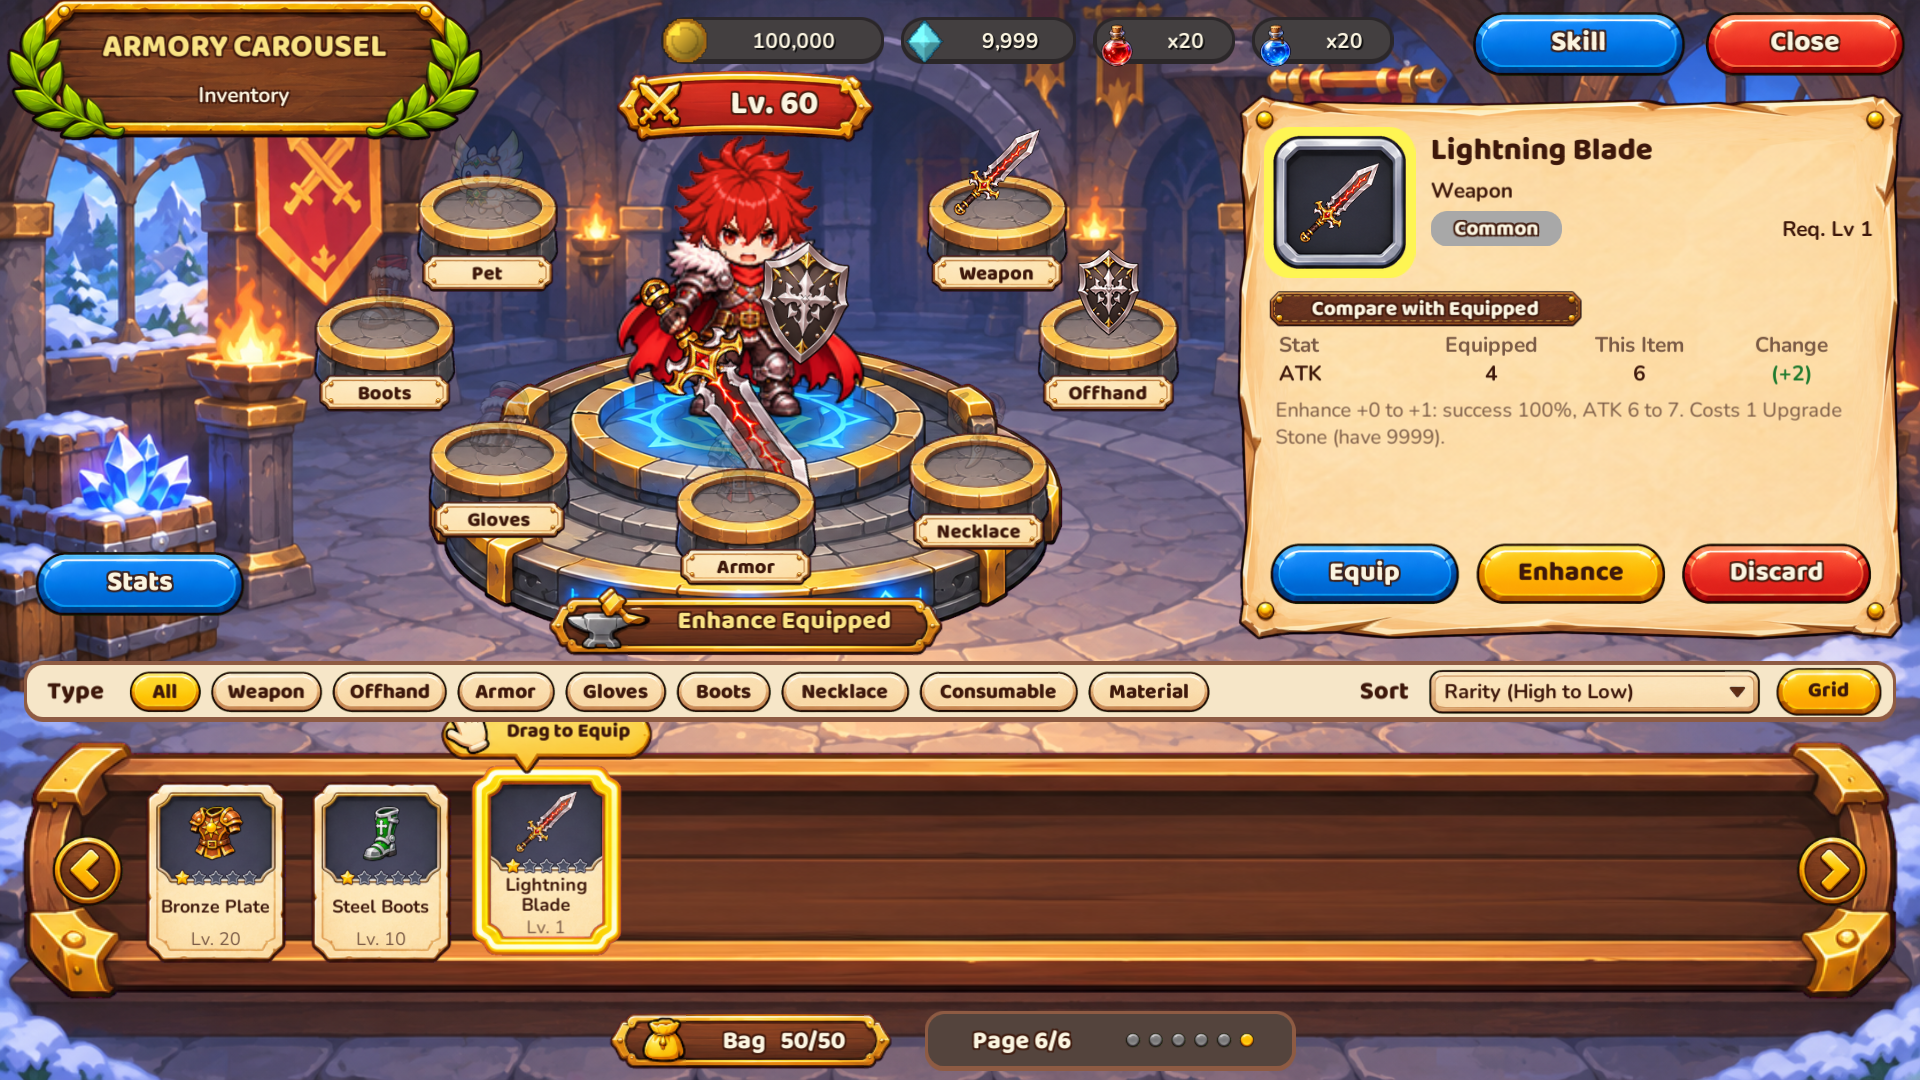 ARMORY CAROUSEL
Inventory
100,000
9,999
x20
x20
Skill
Close
Lv. 60
Pet
Weapon
Boots
Offhand
Gloves
Necklace
Armor
Stats
Enhance Equipped
Lightning Blade
Weapon
Common
Req. Lv 1
Compare with Equipped
Stat Equipped This Item Change
ATK 4 6 (+2)
Enhance +0 to +1: success 100%, ATK 6 to 7. Costs 1 Upgrade
Stone (have 9999).
Equip
Enhance
Discard
Type
All
Weapon
Offhand
Armor
Gloves
Boots
Necklace
Consumable
Material
Sort
Rarity (High to Low)
Grid
Drag to Equip
Bronze Plate
Lv. 20
Steel Boots
Lv. 10
Lightning
Blade
Lv. 1
Bag 50/50
Page 6/6